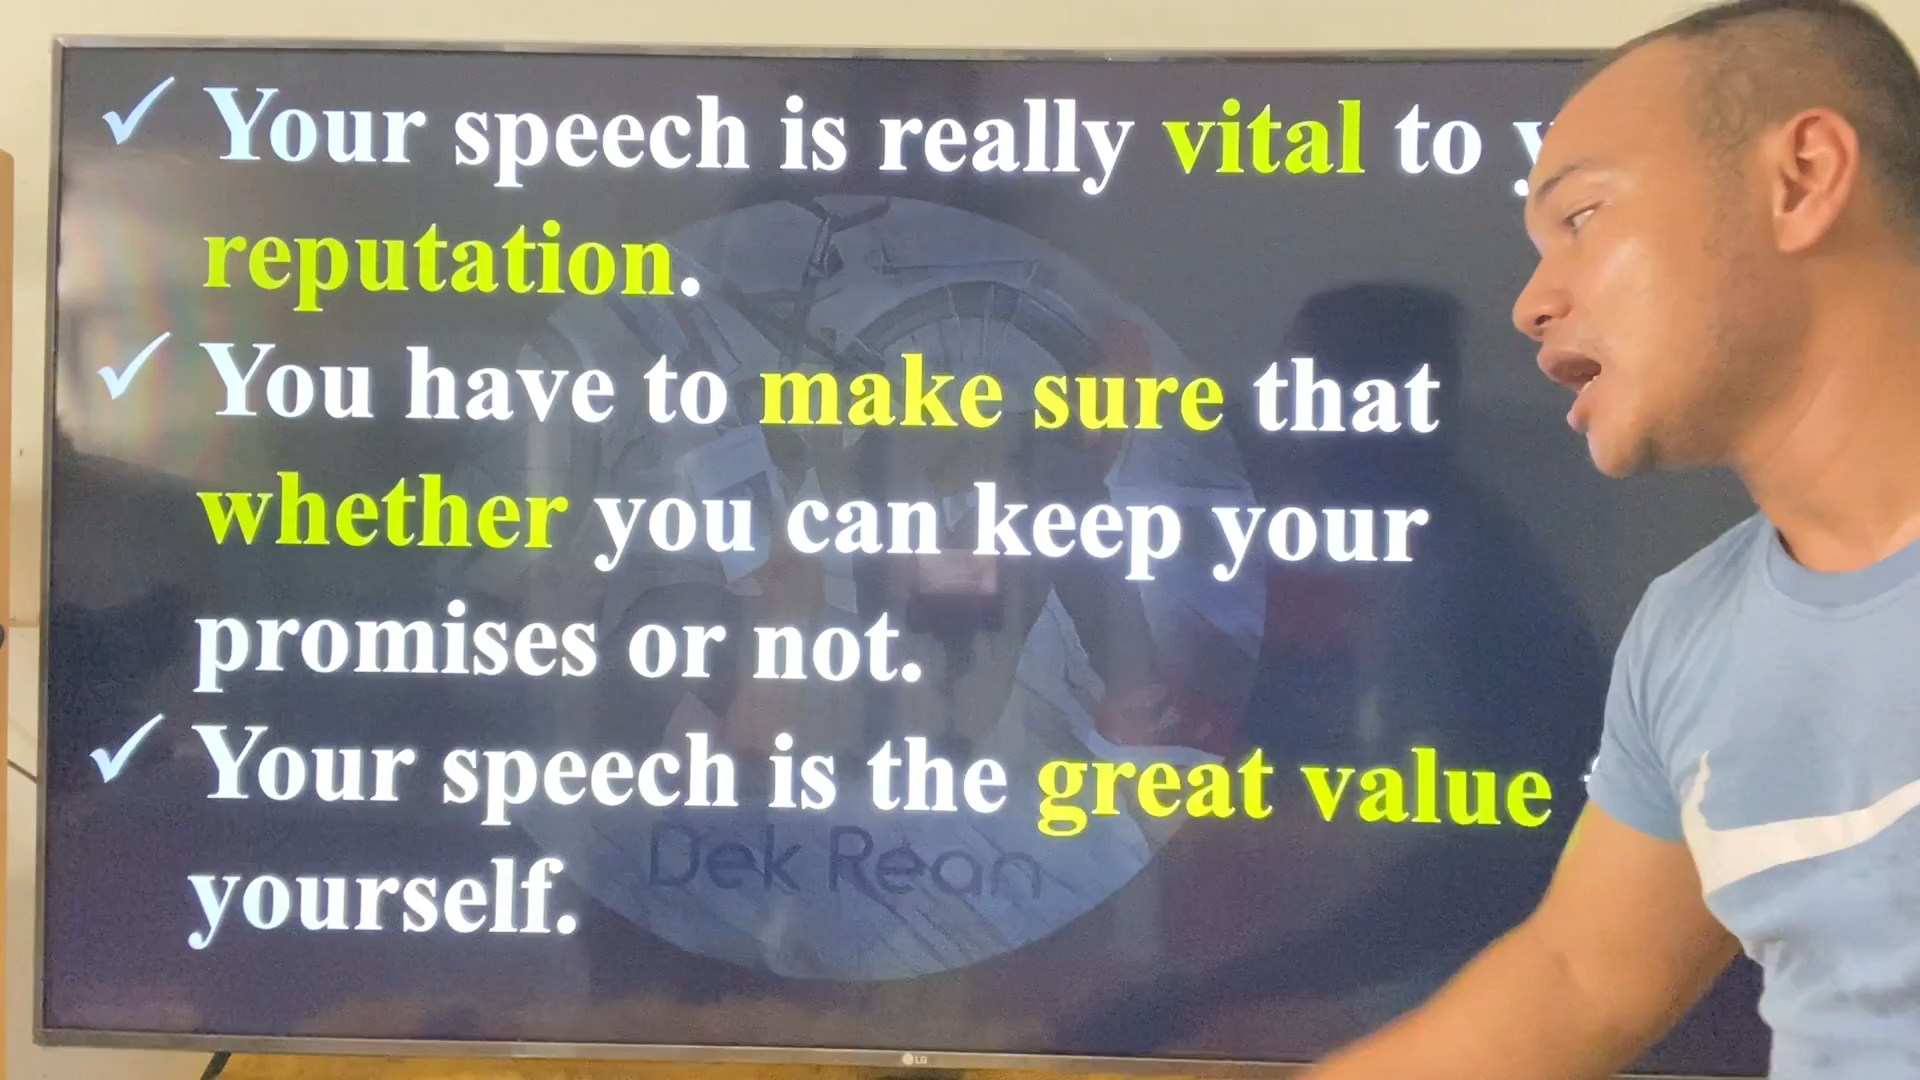 Your speech is really vital to
reputation.
You have to make sure that
whether you can keep your
promises or not.
Your speech is the great value
yourself.
Dek Rean
LG